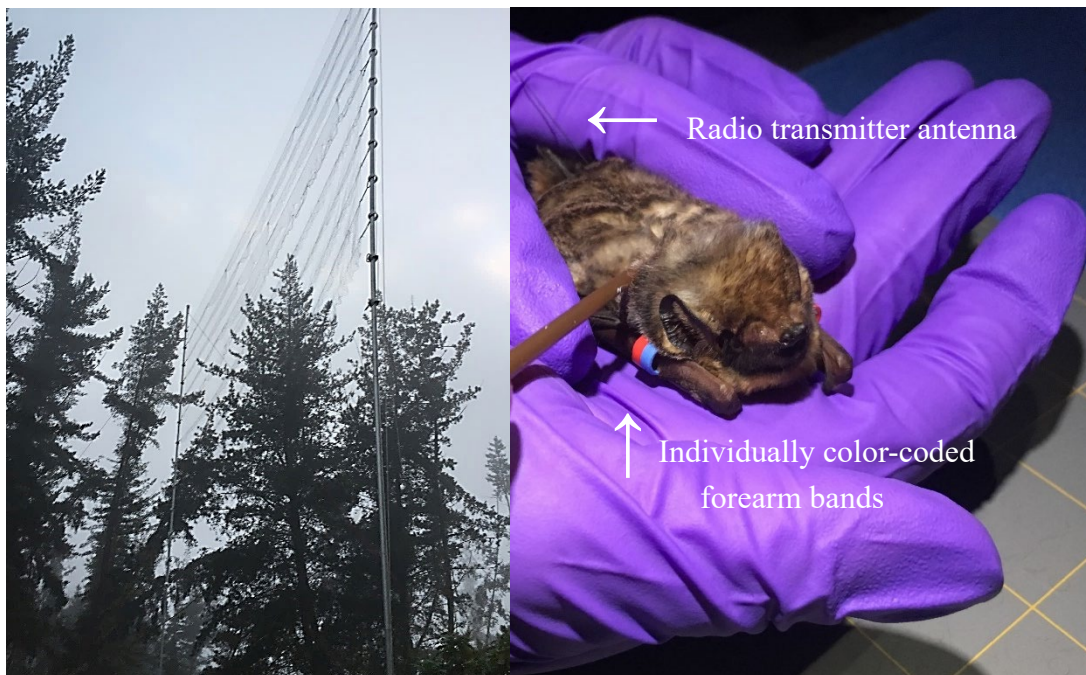 Radio transmitter antenna
Individually color-coded
forearm bands